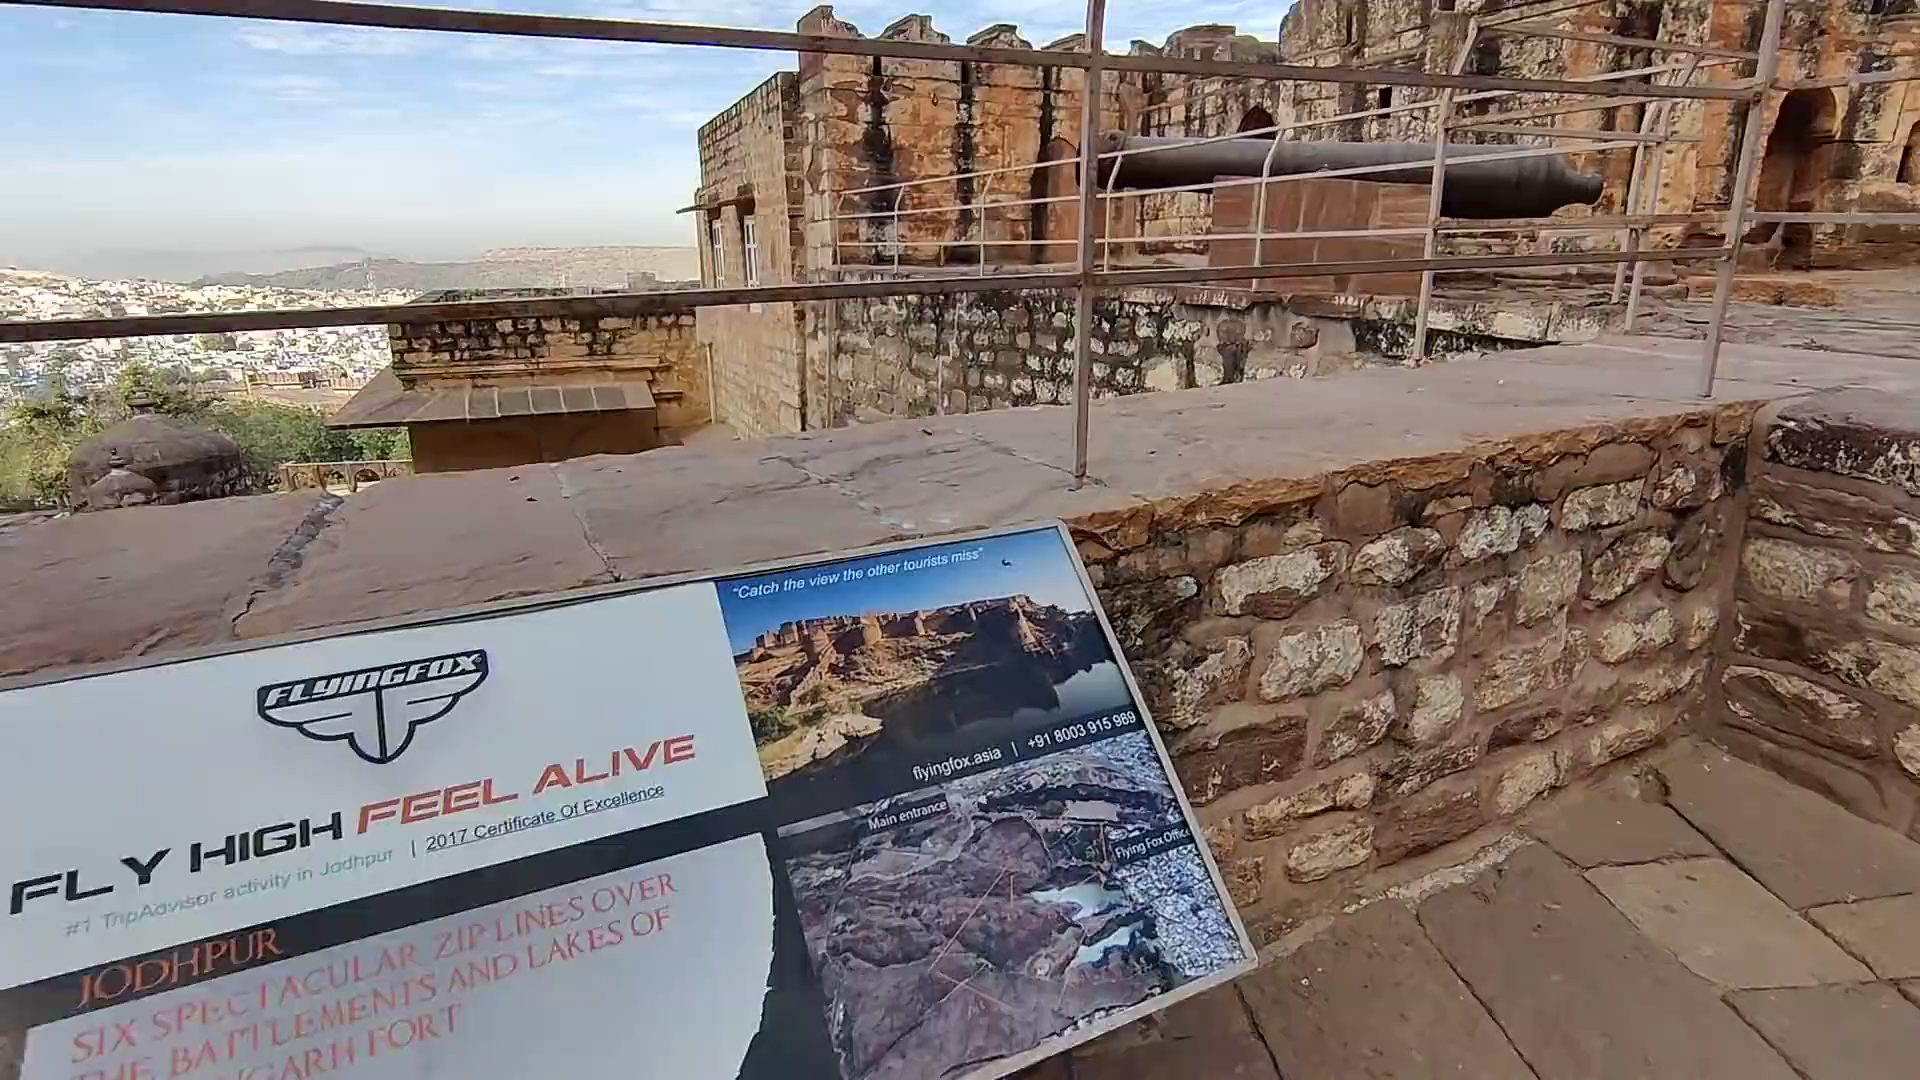 FLYINGFOX
FLY HIGH FEEL ALIVE
#1 TripAdvisor activity in Jodhpur | 2017 Certificate Of Excellence
JODHPUR
SIX SPECTACULAR ZIP LINES OVER
THE BATTLEMENTS AND LAKES OF
FORT
"Catch the view the other tourists miss"
flyingfox.asia | +91 8003 915 989
Main entrance
Flying Fox Office